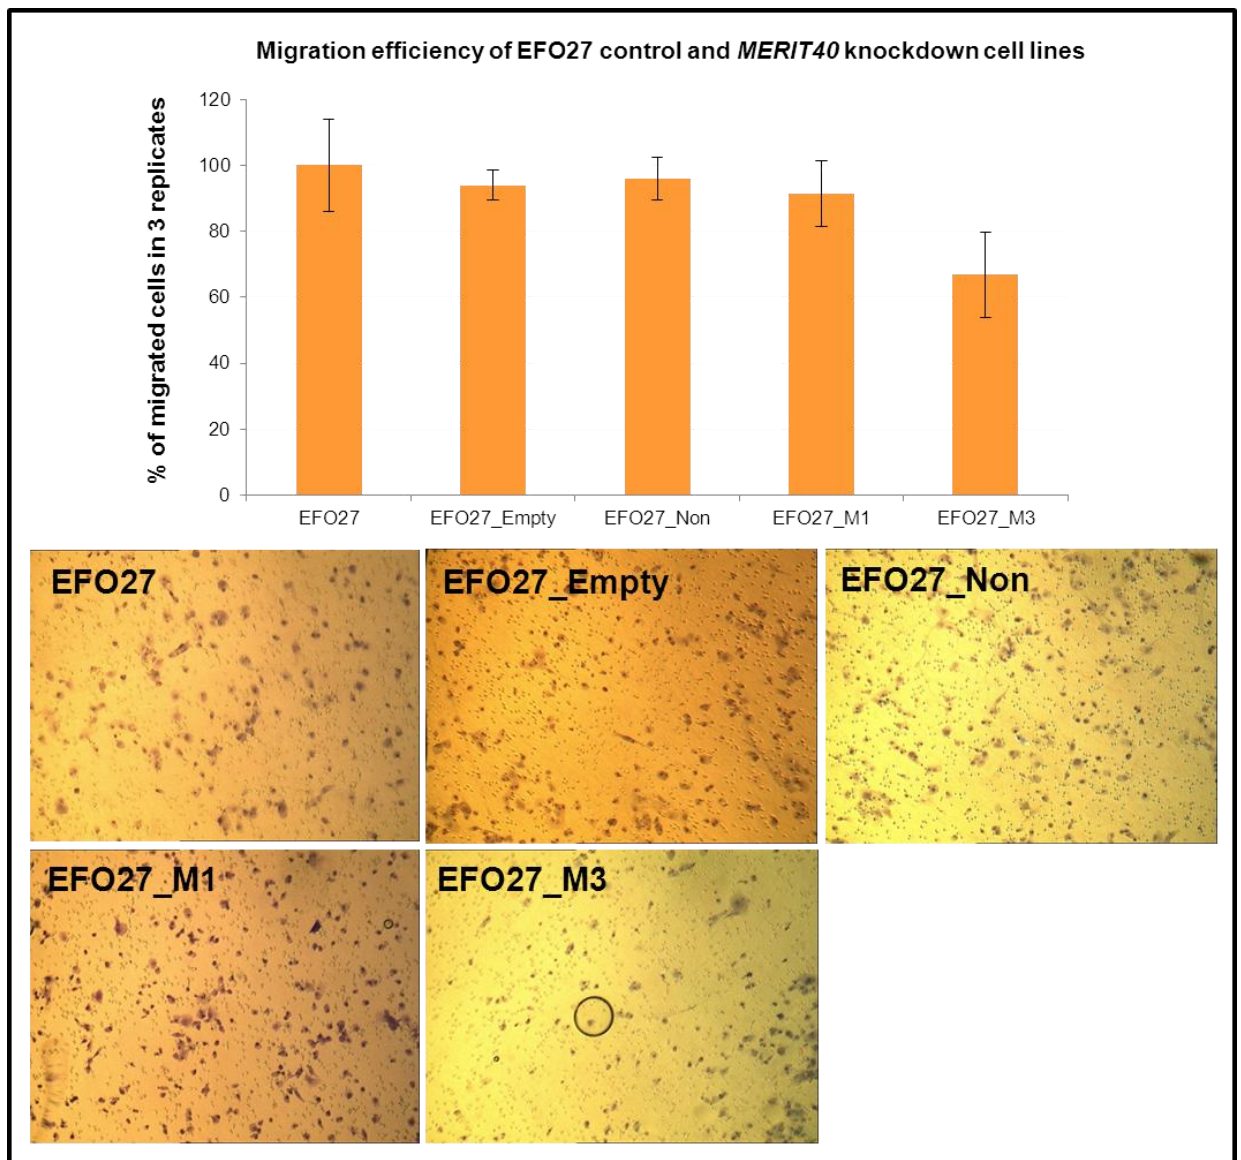 Migration efficiency of EFO27 control and MERIT40 knockdown cell lines
% of migrated cells in 3 replicates
120
100
80
60
40
20
0
EFO27 EFO27_Empty EFO27_Non EFO27_M1 EFO27_M3
EFO27 EFO27_Empty EFO27_Non
EFO27_M1 EFO27_M3